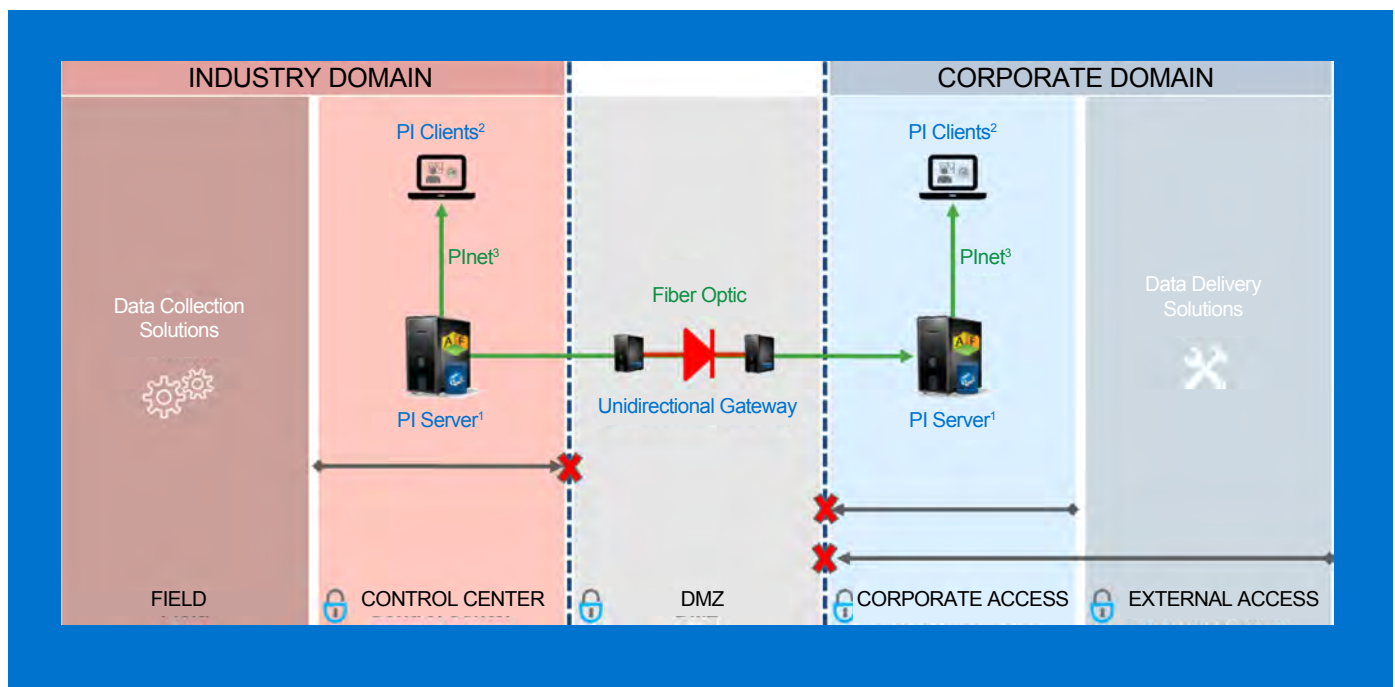 INDUSTRY DOMAIN
CORPORATE DOMAIN
PI Clients²
PI Clients²
PInet³
PInet³
Data Collection
Solutions
Fiber Optic
Data Delivery
Solutions
A F
A F
Unidirectional Gateway
PI Server¹
PI Server¹
FIELD
CONTROL CENTER
DMZ
CORPORATE ACCESS
EXTERNAL ACCESS